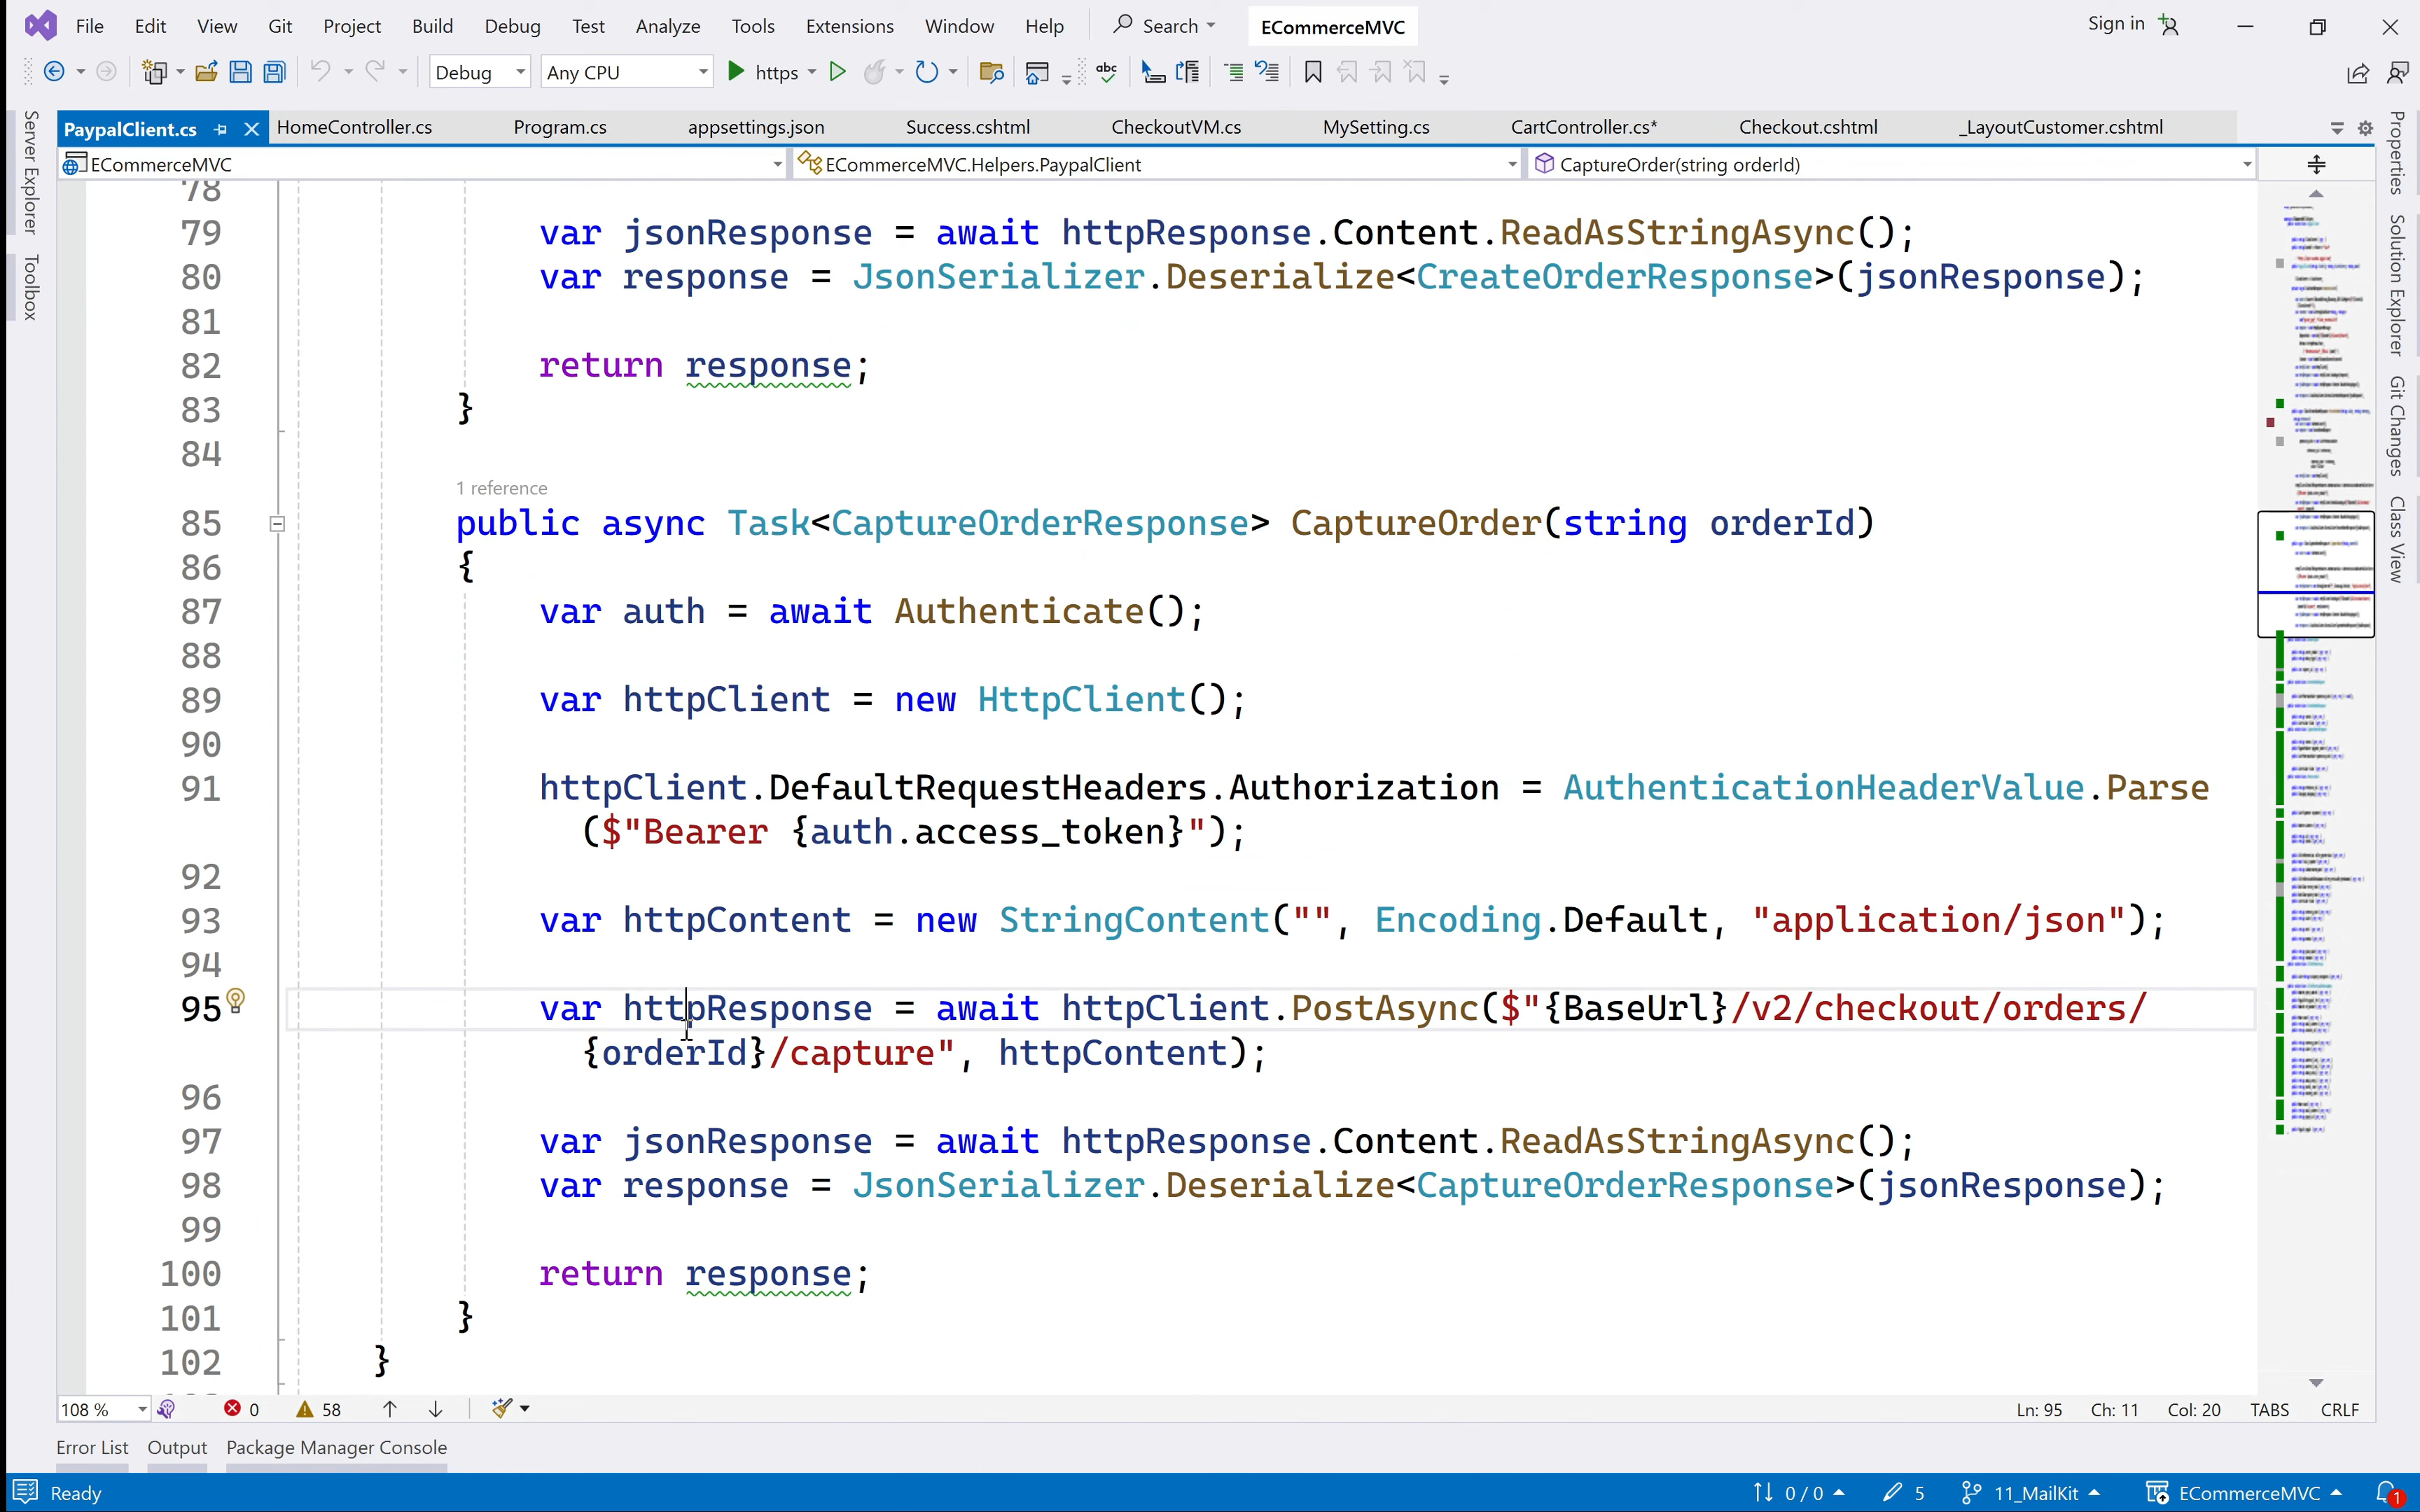 File Edit View Git Project Build Debug Test Analyze Tools Extensions Window Help Search ECommerceMVC Sign in
Debug Any CPU https abc
PaypalClient.cs HomeController.cs Program.cs appsettings.json Success.cshtml CheckoutVM.cs MySetting.cs CartController.cs* Checkout.cshtml _LayoutCustomer.cshtml
ECommerceMVC ECommerceMVC.Helpers.PaypalClient CaptureOrder(string orderId)
Server Explorer
Toolbox
Properties
Solution Explorer
Git Changes
Class View
78
79 var jsonResponse = await httpResponse.Content.ReadAsStringAsync();
80 var response = JsonSerializer.Deserialize<CreateOrderResponse>(jsonResponse);
81
82 return response;
83 }
84
1 reference
85 public async Task<CaptureOrderResponse> CaptureOrder(string orderId)
86 {
87 var auth = await Authenticate();
88
89 var httpClient = new HttpClient();
90
91 httpClient.DefaultRequestHeaders.Authorization = AuthenticationHeaderValue.Parse
($"Bearer {auth.access_token}");
92
93 var httpContent = new StringContent("", Encoding.Default, "application/json");
94
95 var httpResponse = await httpClient.PostAsync($"{BaseUrl}/v2/checkout/orders/
{orderId}/capture", httpContent);
96
97 var jsonResponse = await httpResponse.Content.ReadAsStringAsync();
98 var response = JsonSerializer.Deserialize<CaptureOrderResponse>(jsonResponse);
99
100 return response;
101 }
102 }
108 % 0 58 Ln: 95 Ch: 11 Col: 20 TABS CRLF
Error List Output Package Manager Console
Ready 0 / 0 5 11_MailKit ECommerceMVC 1